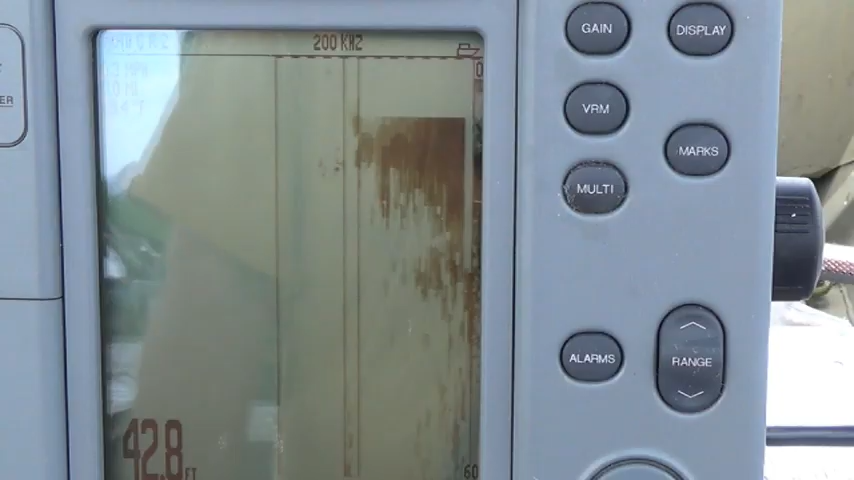 200 KHZ
0
42.8 FT
60
GAIN
DISPLAY
VRM
MARKS
MULTI
ALARMS
RANGE